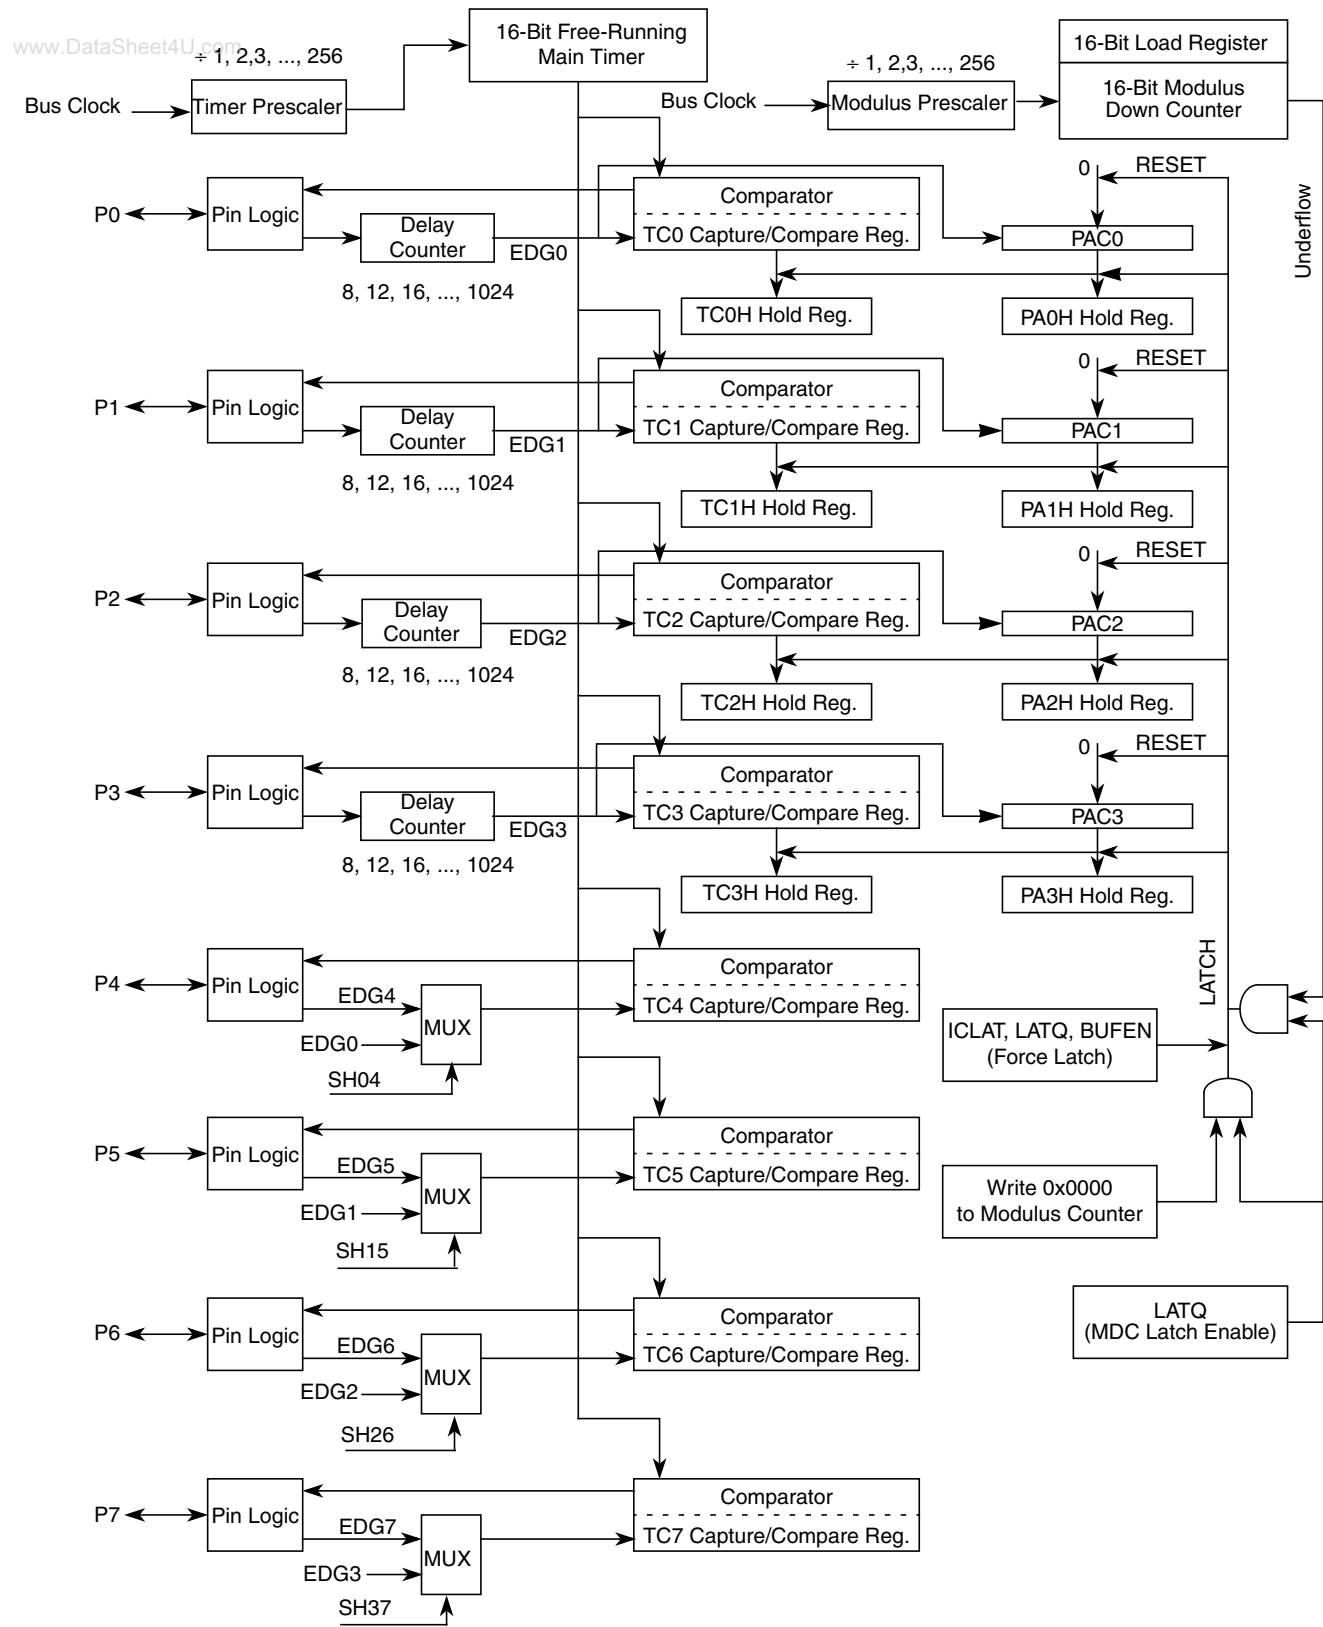 www.DataSheet4U.com
÷ 1, 2,3, ..., 256
Bus Clock
Timer Prescaler
16-Bit Free-Running
Main Timer
÷ 1, 2,3, ..., 256
Bus Clock
Modulus Prescaler
16-Bit Load Register
16-Bit Modulus
Down Counter
Underflow
P0
Pin Logic
Delay
Counter
8, 12, 16, ..., 1024
EDG0
Comparator
TC0 Capture/Compare Reg.
TC0H Hold Reg.
0
RESET
PAC0
PA0H Hold Reg.
P1
Pin Logic
Delay
Counter
8, 12, 16, ..., 1024
EDG1
Comparator
TC1 Capture/Compare Reg.
TC1H Hold Reg.
0
RESET
PAC1
PA1H Hold Reg.
P2
Pin Logic
Delay
Counter
8, 12, 16, ..., 1024
EDG2
Comparator
TC2 Capture/Compare Reg.
TC2H Hold Reg.
0
RESET
PAC2
PA2H Hold Reg.
P3
Pin Logic
Delay
Counter
8, 12, 16, ..., 1024
EDG3
Comparator
TC3 Capture/Compare Reg.
TC3H Hold Reg.
0
RESET
PAC3
PA3H Hold Reg.
LATCH
P4
Pin Logic
EDG4
EDG0
MUX
SH04
Comparator
TC4 Capture/Compare Reg.
ICLAT, LATQ, BUFEN
(Force Latch)
P5
Pin Logic
EDG5
EDG1
MUX
SH15
Comparator
TC5 Capture/Compare Reg.
Write 0x0000
to Modulus Counter
P6
Pin Logic
EDG6
EDG2
MUX
SH26
Comparator
TC6 Capture/Compare Reg.
LATQ
(MDC Latch Enable)
P7
Pin Logic
EDG7
EDG3
MUX
SH37
Comparator
TC7 Capture/Compare Reg.